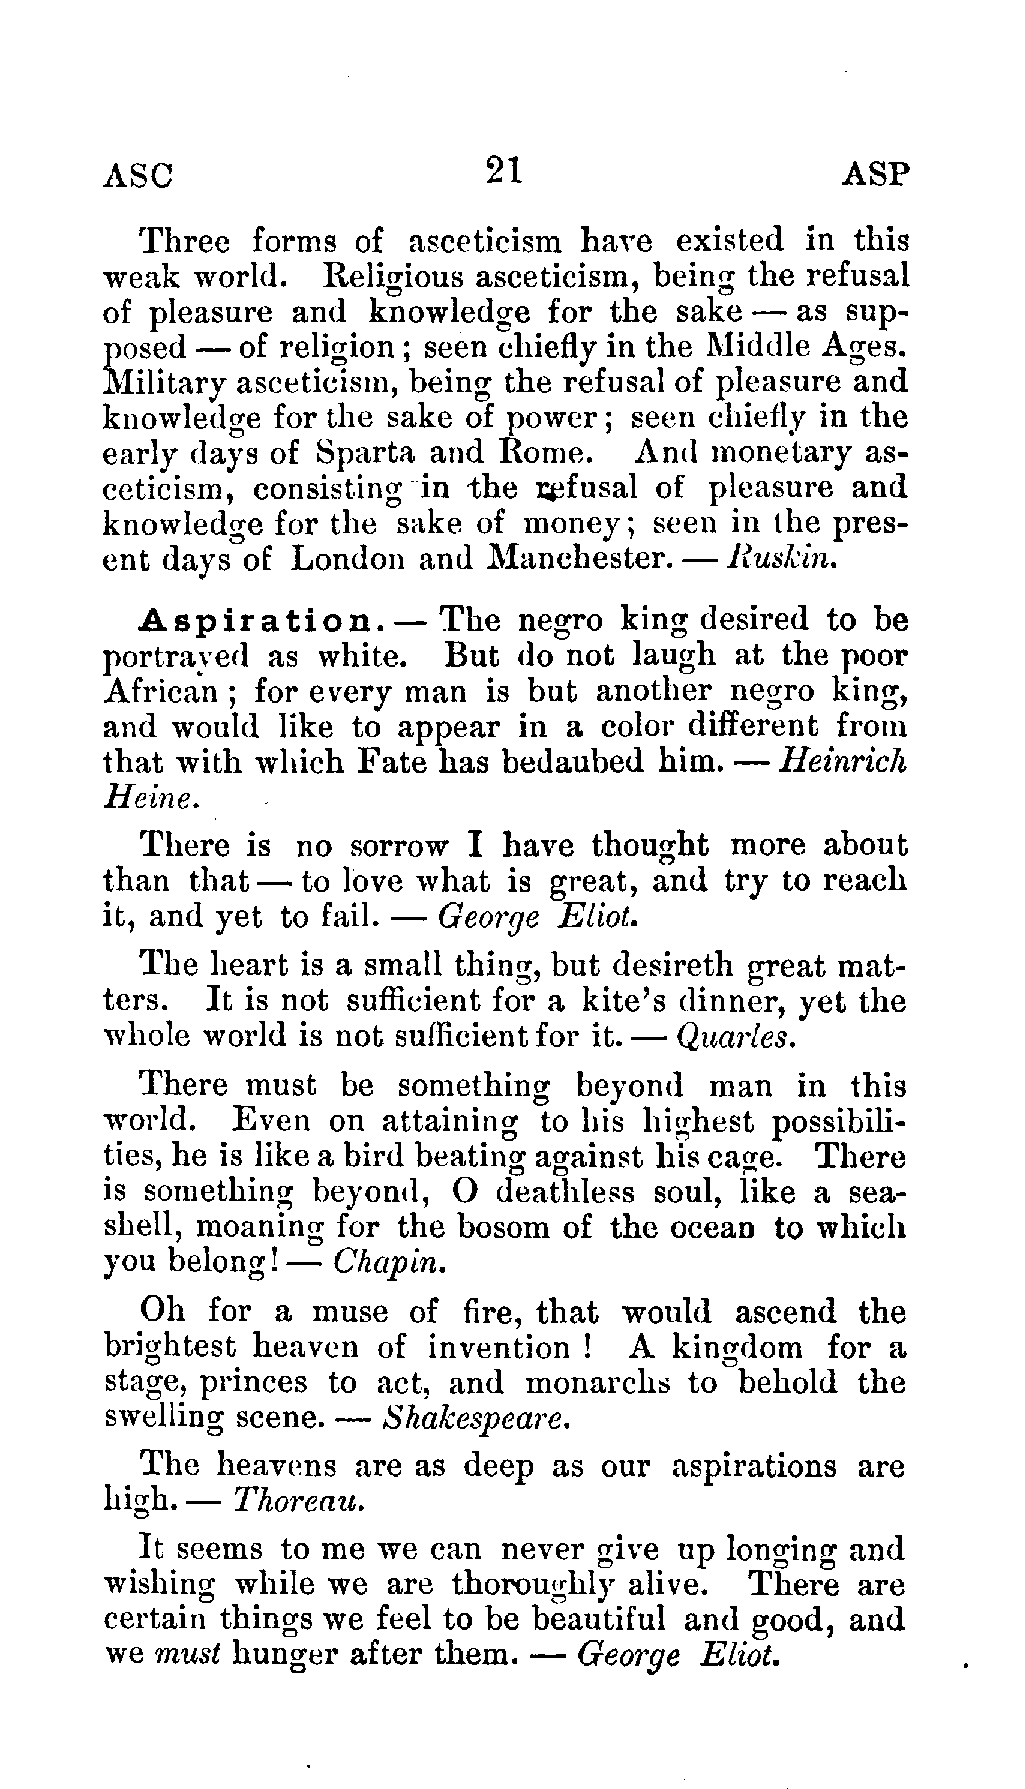 ASC 21 ASP
Three forms of asceticism have existed in this
weak world. Religious asceticism, being the refusal
of pleasure and knowledge for the sake — as sup-
posed — of religion; seen chiefly in the Middle Ages.
Military asceticism, being the refusal of pleasure and
knowledge for the sake of power; seen chiefly in the
early days of Sparta and Rome. And monetary as-
ceticism, consisting in the refusal of pleasure and
knowledge for the sake of money; seen in the pres-
ent days of London and Manchester. — Ruskin.
Aspiration. — The negro king desired to be
portrayed as white. But do not laugh at the poor
African; for every man is but another negro king,
and would like to appear in a color different from
that with which Fate has bedaubed him. — Heinrich
Heine.
There is no sorrow I have thought more about
than that — to love what is great, and try to reach
it, and yet to fail. — George Eliot.
The heart is a small thing, but desireth great mat-
ters. It is not sufficient for a kite's dinner, yet the
whole world is not sufficient for it. — Quarles.
There must be something beyond man in this
world. Even on attaining to his highest possibili-
ties, he is like a bird beating against his cage. There
is something beyond, O deathless soul, like a sea-
shell, moaning for the bosom of the ocean to which
you belong! — Chapin.
Oh for a muse of fire, that would ascend the
brightest heaven of invention! A kingdom for a
stage, princes to act, and monarchs to behold the
swelling scene. — Shakespeare.
The heavens are as deep as our aspirations are
high. — Thoreau.
It seems to me we can never give up longing and
wishing while we are thoroughly alive. There are
certain things we feel to be beautiful and good, and
we must hunger after them. — George Eliot.